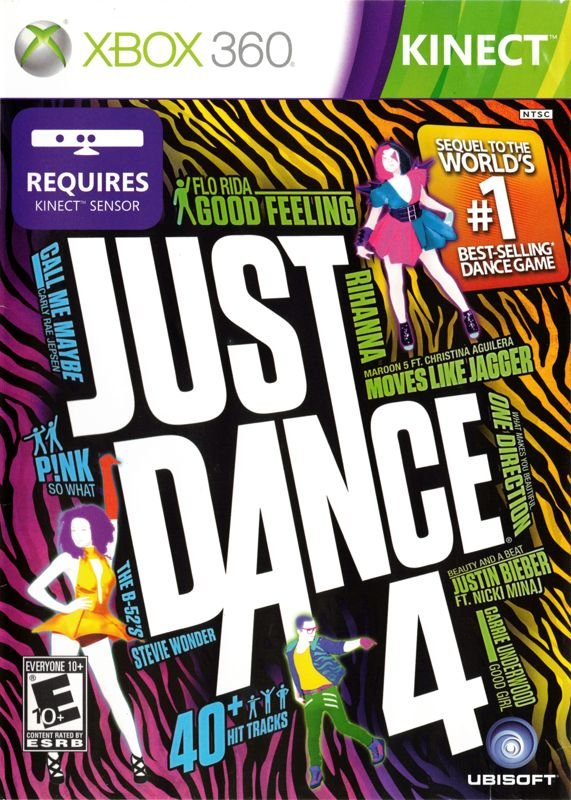 XBOX 360
KINECT™
NTSC
REQUIRES
KINECT™ SENSOR
SEQUEL TO THE
WORLD'S
#1
BEST-SELLING*
DANCE GAME
FLO RIDA
GOOD FEELING
CALL ME MAYBE
CARLY RAE JEPSEN
JUST
DANCE
4
®
RIHANNA
MAROON 5 FT. CHRISTINA AGUILERA
MOVES LIKE JAGGER
WHAT MAKES YOU BEAUTIFUL
ONE DIRECTION
P!NK
SO WHAT
BEAUTY AND A BEAT
JUSTIN BIEBER
FT. NICKI MINAJ
THE B-52'S
STEVIE WONDER
CARRIE UNDERWOOD
GOOD GIRL
40+
HIT TRACKS
EVERYONE 10+
E
10+
®
CONTENT RATED BY
ESRB
UBISOFT